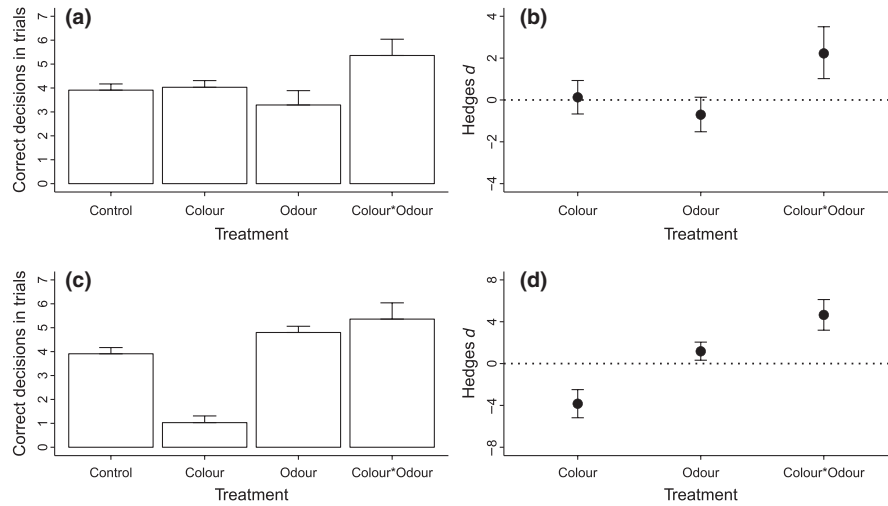 (a)
Correct decisions in trials
7
6
5
4
3
2
1
0
Control Colour Odour Colour*Odour
Treatment
(b)
Hedges d
4
2
0
−2
−4
Colour Odour Colour*Odour
Treatment
(c)
Correct decisions in trials
7
6
5
4
3
2
1
0
Control Colour Odour Colour*Odour
Treatment
(d)
Hedges d
8
4
0
−4
−8
Colour Odour Colour*Odour
Treatment